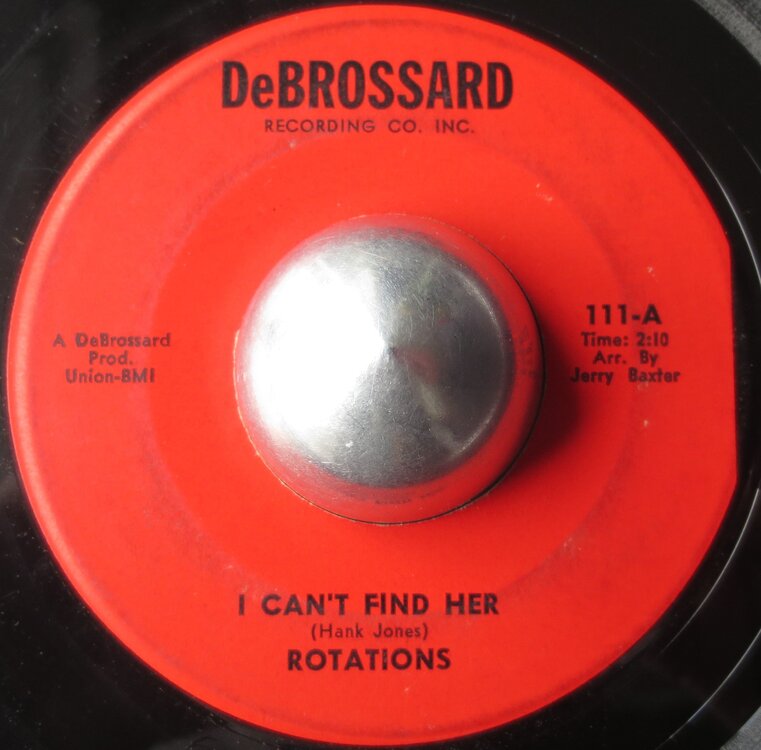 DeBROSSARD
RECORDING CO. INC.
A DeBrossard
Prod.
Union-BMI
111-A
Time: 2:10
Arr. By
Jerry Baxter
I CAN'T FIND HER
(Hank Jones)
ROTATIONS